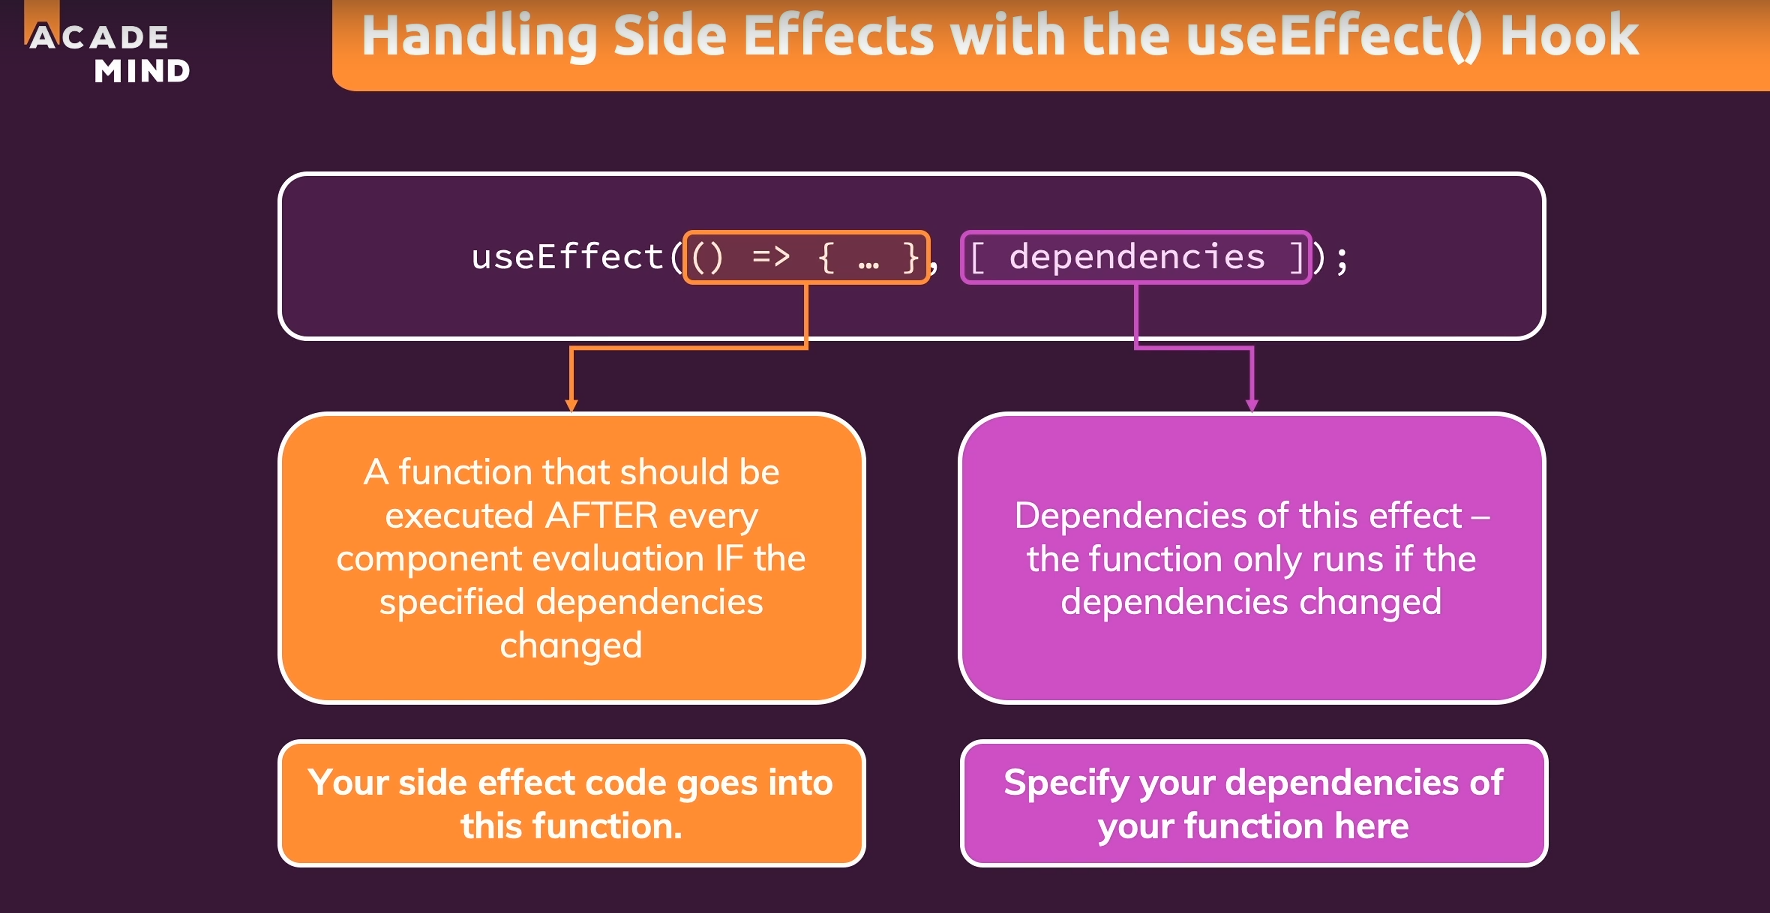 ACADE
MIND
Handling Side Effects with the useEffect() Hook
useEffect(() => { … }, [ dependencies ]);
A function that should be
executed AFTER every
component evaluation IF the
specified dependencies
changed
Dependencies of this effect –
the function only runs if the
dependencies changed
Your side effect code goes into
this function.
Specify your dependencies of
your function here